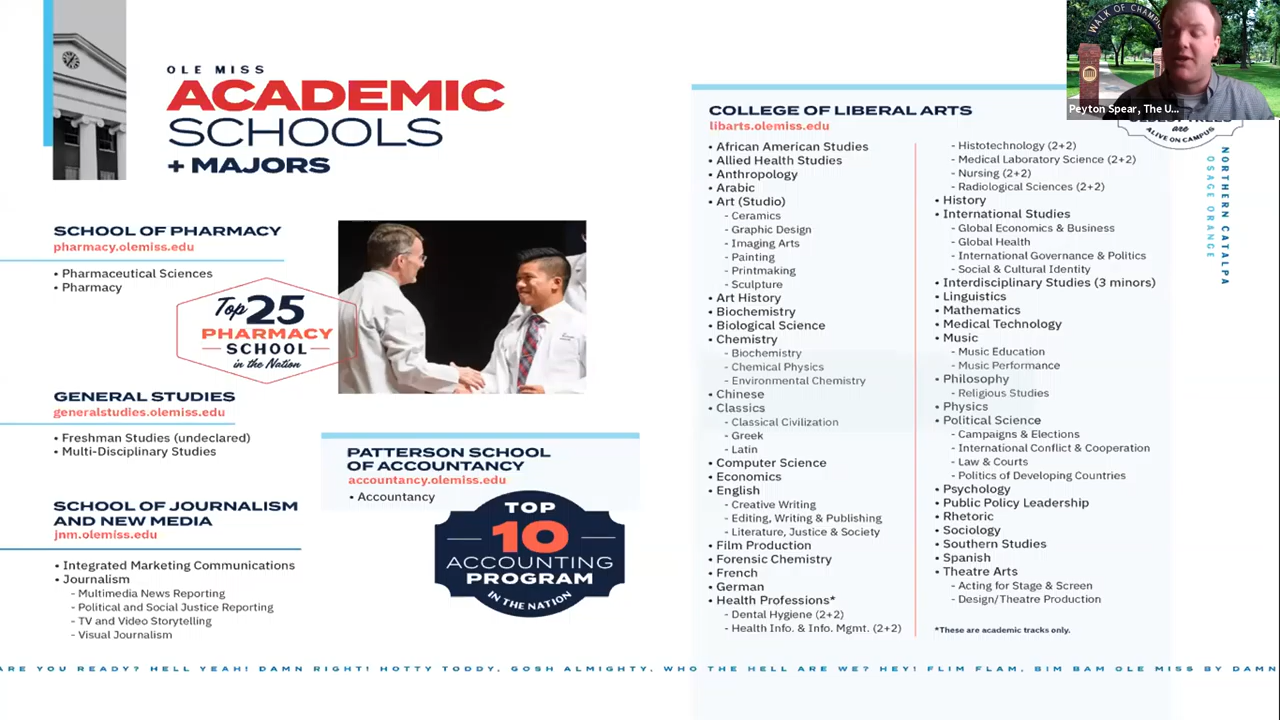 OLE MISS
ACADEMIC
SCHOOLS
+ MAJORS
SCHOOL OF PHARMACY
pharmacy.olemiss.edu
• Pharmaceutical Sciences
• Pharmacy
Top 25
PHARMACY
SCHOOL
in the Nation
GENERAL STUDIES
generalstudies.olemiss.edu
• Freshman Studies (undeclared)
• Multi-Disciplinary Studies
SCHOOL OF JOURNALISM
AND NEW MEDIA
jnm.olemiss.edu
• Integrated Marketing Communications
• Journalism
- Multimedia News Reporting
- Political and Social Justice Reporting
- TV and Video Storytelling
- Visual Journalism
PATTERSON SCHOOL
OF ACCOUNTANCY
accountancy.olemiss.edu
• Accountancy
TOP
10
ACCOUNTING
PROGRAM
IN THE NATION
COLLEGE OF LIBERAL ARTS
libarts.olemiss.edu
• African American Studies
• Allied Health Studies
• Anthropology
• Arabic
• Art (Studio)
- Ceramics
- Graphic Design
- Imaging Arts
- Painting
- Printmaking
- Sculpture
• Art History
• Biochemistry
• Biological Science
• Chemistry
- Biochemistry
- Chemical Physics
- Environmental Chemistry
• Chinese
• Classics
- Classical Civilization
- Greek
- Latin
• Computer Science
• Economics
• English
- Creative Writing
- Editing, Writing & Publishing
- Literature, Justice & Society
• Film Production
• Forensic Chemistry
• French
• German
• Health Professions*
- Dental Hygiene (2+2)
- Health Info. & Info. Mgmt. (2+2)
- Histotechnology (2+2)
- Medical Laboratory Science (2+2)
- Nursing (2+2)
- Radiological Sciences (2+2)
• History
• International Studies
- Global Economics & Business
- Global Health
- International Governance & Politics
- Social & Cultural Identity
• Interdisciplinary Studies (3 minors)
• Linguistics
• Mathematics
• Medical Technology
• Music
- Music Education
- Music Performance
• Philosophy
- Religious Studies
• Physics
• Political Science
- Campaigns & Elections
- International Conflict & Cooperation
- Law & Courts
- Politics of Developing Countries
• Psychology
• Public Policy Leadership
• Rhetoric
• Sociology
• Southern Studies
• Spanish
• Theatre Arts
- Acting for Stage & Screen
- Design/Theatre Production
*These are academic tracks only.
WALK OF
Peyton Spear, The U...
are
ALIVE ON CAMPUS
NORTHERN CATALPA
OSAGE ORANGE
ARE YOU READY? HELL YEAH! DAMN RIGHT! HOTTY TODDY, GOSH ALMIGHTY, WHO THE HELL ARE WE? HEY! FLIM FLAM, BIM BAM OLE MISS BY DAMN